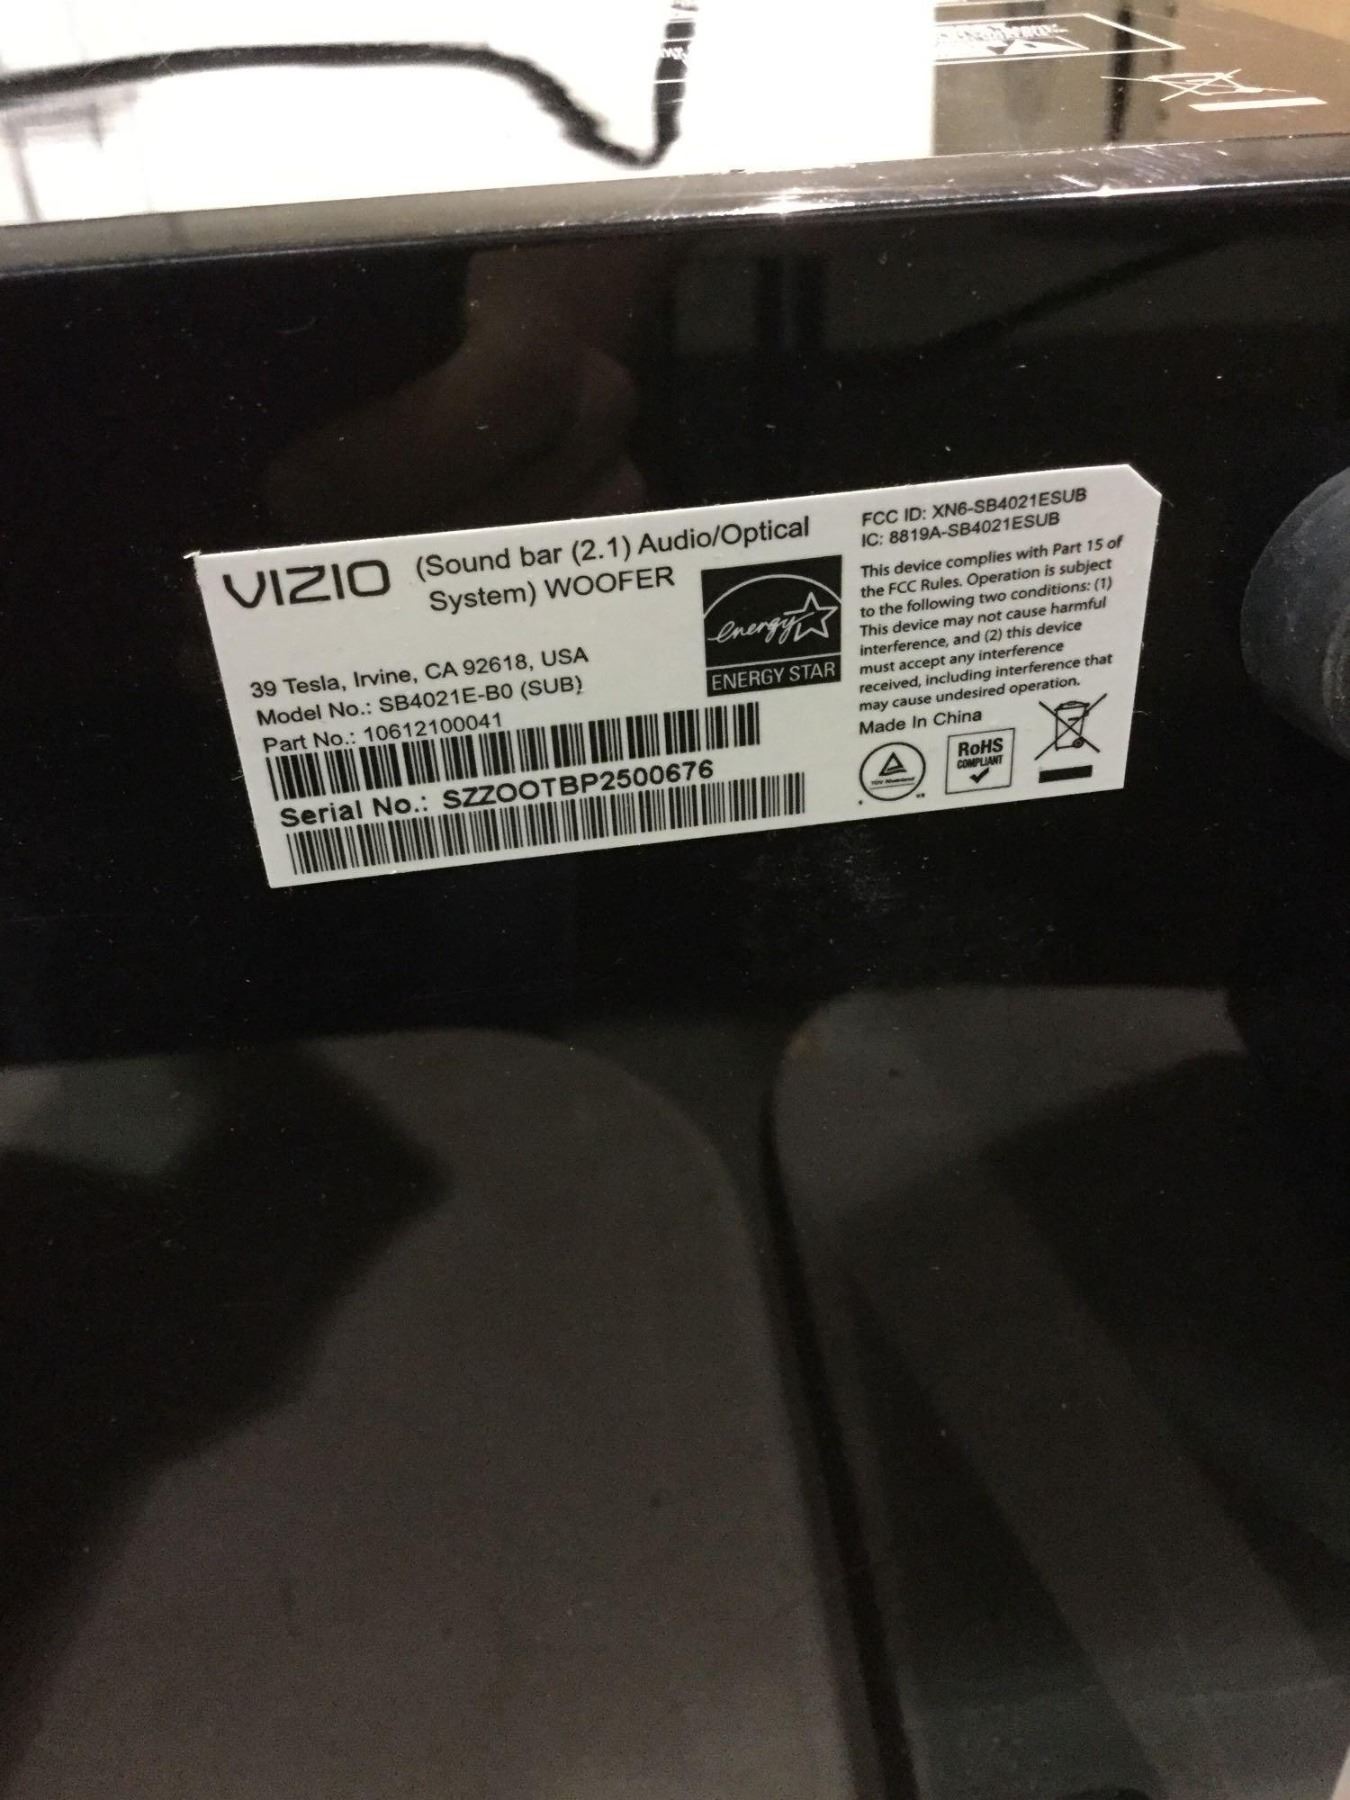 VIZIO (Sound bar (2.1) Audio/Optical
System) WOOFER
39 Tesla, Irvine, CA 92618, USA
Model No.: SB4021E-B0 (SUB)
Part No.: 10612100041
Serial No.: SZZOOTBP2500676
energy
ENERGY STAR
FCC ID: XN6-SB4021ESUB
IC: 8819A-SB4021ESUB
This device complies with Part 15 of
the FCC Rules. Operation is subject
to the following two conditions: (1)
This device may not cause harmful
interference, and (2) this device
must accept any interference
received, including interference that
may cause undesired operation.
Made In China
RoHS
COMPLIANT